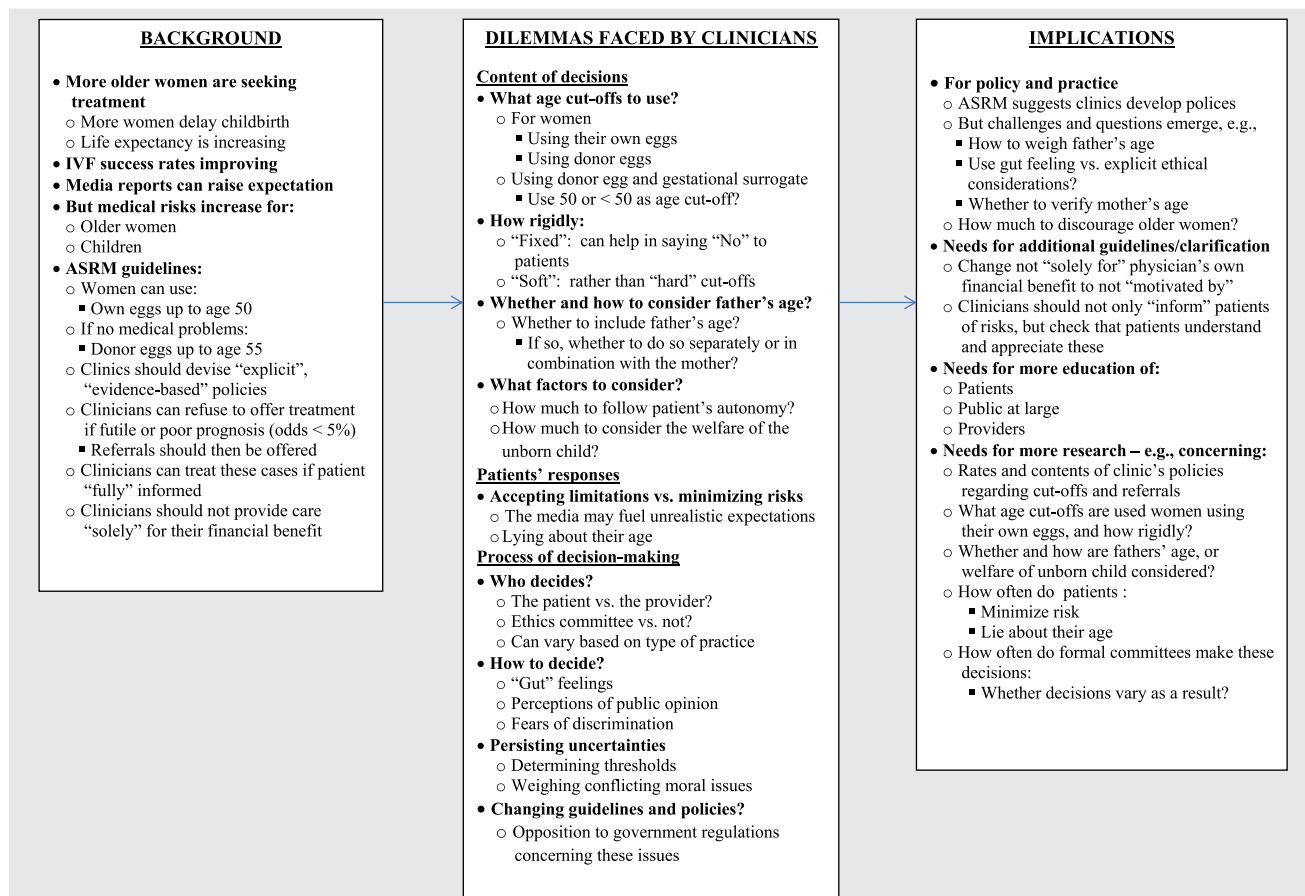 BACKGROUND
• More older women are seeking
treatment
o More women delay childbirth
o Life expectancy is increasing
• IVF success rates improving
• Media reports can raise expectation
• But medical risks increase for:
o Older women
o Children
• ASRM guidelines:
o Women can use:
▪ Own eggs up to age 50
o If no medical problems:
▪ Donor eggs up to age 55
o Clinics should devise “explicit”,
“evidence-based” policies
o Clinicians can refuse to offer treatment
if futile or poor prognosis (odds < 5%)
▪ Referrals should then be offered
o Clinicians can treat these cases if patient
“fully” informed
o Clinicians should not provide care
“solely” for their financial benefit
DILEMMAS FACED BY CLINICIANS
Content of decisions
• What age cut-offs to use?
o For women
▪ Using their own eggs
▪ Using donor eggs
o Using donor egg and gestational surrogate
▪ Use 50 or < 50 as age cut-off?
• How rigidly:
o “Fixed”: can help in saying “No” to
patients
o “Soft”: rather than “hard” cut-offs
• Whether and how to consider father’s age?
o Whether to include father’s age?
▪ If so, whether to do so separately or in
combination with the mother?
• What factors to consider?
o How much to follow patient’s autonomy?
o How much to consider the welfare of the
unborn child?
Patients’ responses
• Accepting limitations vs. minimizing risks
o The media may fuel unrealistic expectations
o Lying about their age
Process of decision-making
• Who decides?
o The patient vs. the provider?
o Ethics committee vs. not?
o Can vary based on type of practice
• How to decide?
o “Gut” feelings
o Perceptions of public opinion
o Fears of discrimination
• Persisting uncertainties
o Determining thresholds
o Weighing conflicting moral issues
• Changing guidelines and policies?
o Opposition to government regulations
concerning these issues
IMPLICATIONS
• For policy and practice
o ASRM suggests clinics develop polices
o But challenges and questions emerge, e.g.,
▪ How to weigh father’s age
▪ Use gut feeling vs. explicit ethical
considerations?
▪ Whether to verify mother’s age
o How much to discourage older women?
• Needs for additional guidelines/clarification
o Change not “solely for” physician’s own
financial benefit to not “motivated by”
o Clinicians should not only “inform” patients
of risks, but check that patients understand
and appreciate these
• Needs for more education of:
o Patients
o Public at large
o Providers
• Needs for more research – e.g., concerning:
o Rates and contents of clinic’s policies
regarding cut-offs and referrals
o What age cut-offs are used women using
their own eggs, and how rigidly?
o Whether and how are fathers’ age, or
welfare of unborn child considered?
o How often do patients :
▪ Minimize risk
▪ Lie about their age
o How often do formal committees make these
decisions:
▪ Whether decisions vary as a result?